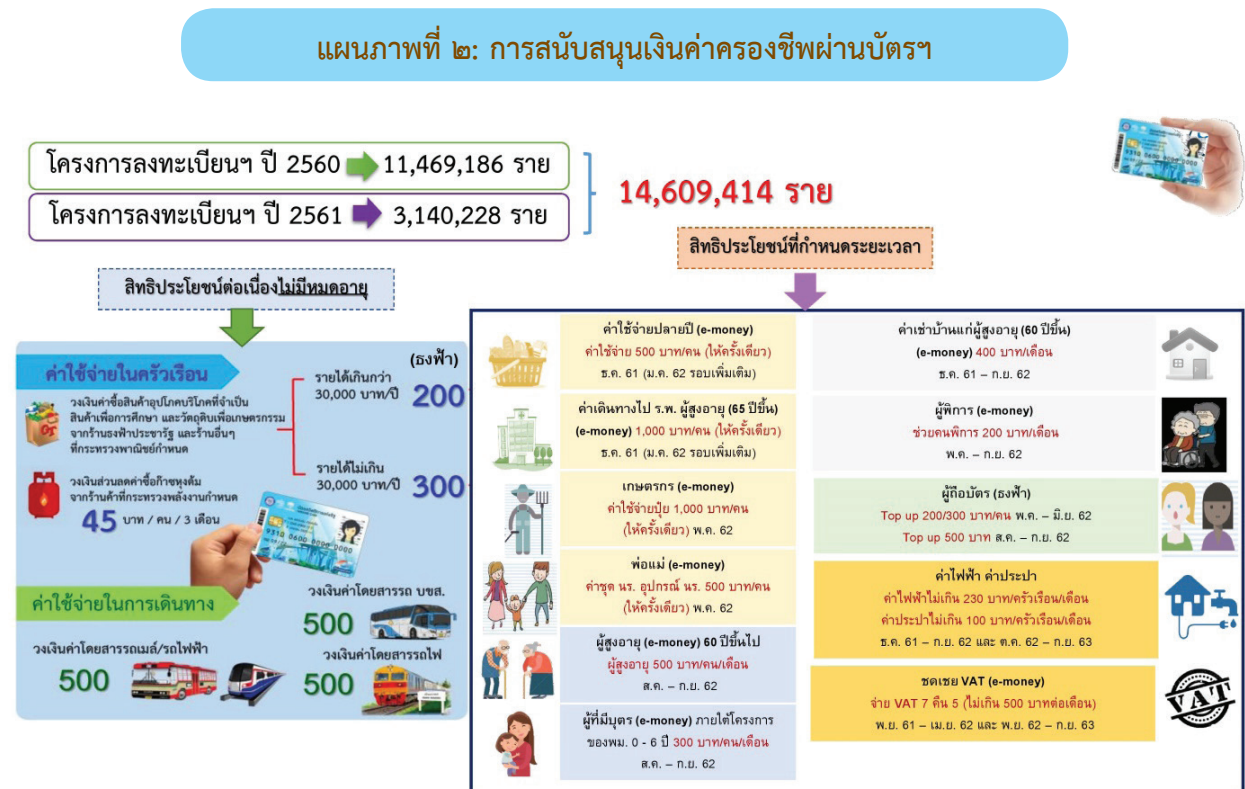 แผนภาพที่ ๒: การสนับสนุนเงินค่าครองชีพผ่านบัตรฯ
โครงการลงทะเบียนฯ ปี 2560 11,469,186 ราย
โครงการลงทะเบียนฯ ปี 2561 3,140,228 ราย
14,609,414 ราย
สิทธิประโยชน์ต่อเนื่องไม่มีหมดอายุ
ค่าใช้จ่ายในครัวเรือน
วงเงินค่าซื้อสินค้าอุปโภคบริโภคที่จำเป็น
สินค้าเพื่อการศึกษา และวัตถุดิบเพื่อเกษตรกรรม
จากร้านธงฟ้าประชารัฐ และร้านอื่นๆ
ที่กระทรวงพาณิชย์กำหนด
(ธงฟ้า)
รายได้เกินกว่า
30,000 บาท/ปี
200
รายได้ไม่เกิน
30,000 บาท/ปี
300
วงเงินส่วนลดค่าซื้อก๊าซหุงต้ม
จากร้านค้าที่กระทรวงพลังงานกำหนด
45 บาท / คน / 3 เดือน
ค่าใช้จ่ายในการเดินทาง
วงเงินค่าโดยสารรถ บขส.
500
วงเงินค่าโดยสารรถเมล์/รถไฟฟ้า
500
วงเงินค่าโดยสารรถไฟ
500
สิทธิประโยชน์ที่กำหนดระยะเวลา
ค่าใช้จ่ายปลายปี (e-money)
ค่าใช้จ่าย 500 บาท/คน (ให้ครั้งเดียว)
ธ.ค. 61 (ม.ค. 62 รอบเพิ่มเติม)
ค่าเดินทางไป ร.พ. ผู้สูงอายุ (65 ปีขึ้น)
(e-money) 1,000 บาท/คน (ให้ครั้งเดียว)
ธ.ค. 61 (ม.ค. 62 รอบเพิ่มเติม)
เกษตรกร (e-money)
ค่าใช้จ่ายปุ๋ย 1,000 บาท/คน
(ให้ครั้งเดียว) พ.ค. 62
พ่อแม่ (e-money)
ค่าชุด นร. อุปกรณ์ นร. 500 บาท/คน
(ให้ครั้งเดียว) พ.ค. 62
ผู้สูงอายุ (e-money) 60 ปีขึ้นไป
ผู้สูงอายุ 500 บาท/คน/เดือน
ส.ค. – ก.ย. 62
ผู้ที่มีบุตร (e-money) ภายใต้โครงการ
ของพม. 0 - 6 ปี 300 บาท/คน/เดือน
ส.ค. – ก.ย. 62
ค่าเช่าบ้านแก่ผู้สูงอายุ (60 ปีขึ้น)
(e-money) 400 บาท/เดือน
ธ.ค. 61 – ก.ย. 62
ผู้พิการ (e-money)
ช่วยคนพิการ 200 บาท/เดือน
พ.ค. – ก.ย. 62
ผู้ถือบัตร (ธงฟ้า)
Top up 200/300 บาท/คน พ.ค. – มิ.ย. 62
Top up 500 บาท ส.ค. – ก.ย. 62
ค่าไฟฟ้า ค่าประปา
ค่าไฟฟ้าไม่เกิน 230 บาท/ครัวเรือน/เดือน
ค่าประปาไม่เกิน 100 บาท/ครัวเรือน/เดือน
ธ.ค. 61 – ก.ย. 62 และ ต.ค. 62 – ก.ย. 63
ชดเชย VAT (e-money)
จ่าย VAT 7 คืน 5 (ไม่เกิน 500 บาทต่อเดือน)
พ.ย. 61 – เม.ย. 62 และ พ.ย. 62 – ก.ย. 63
VAT